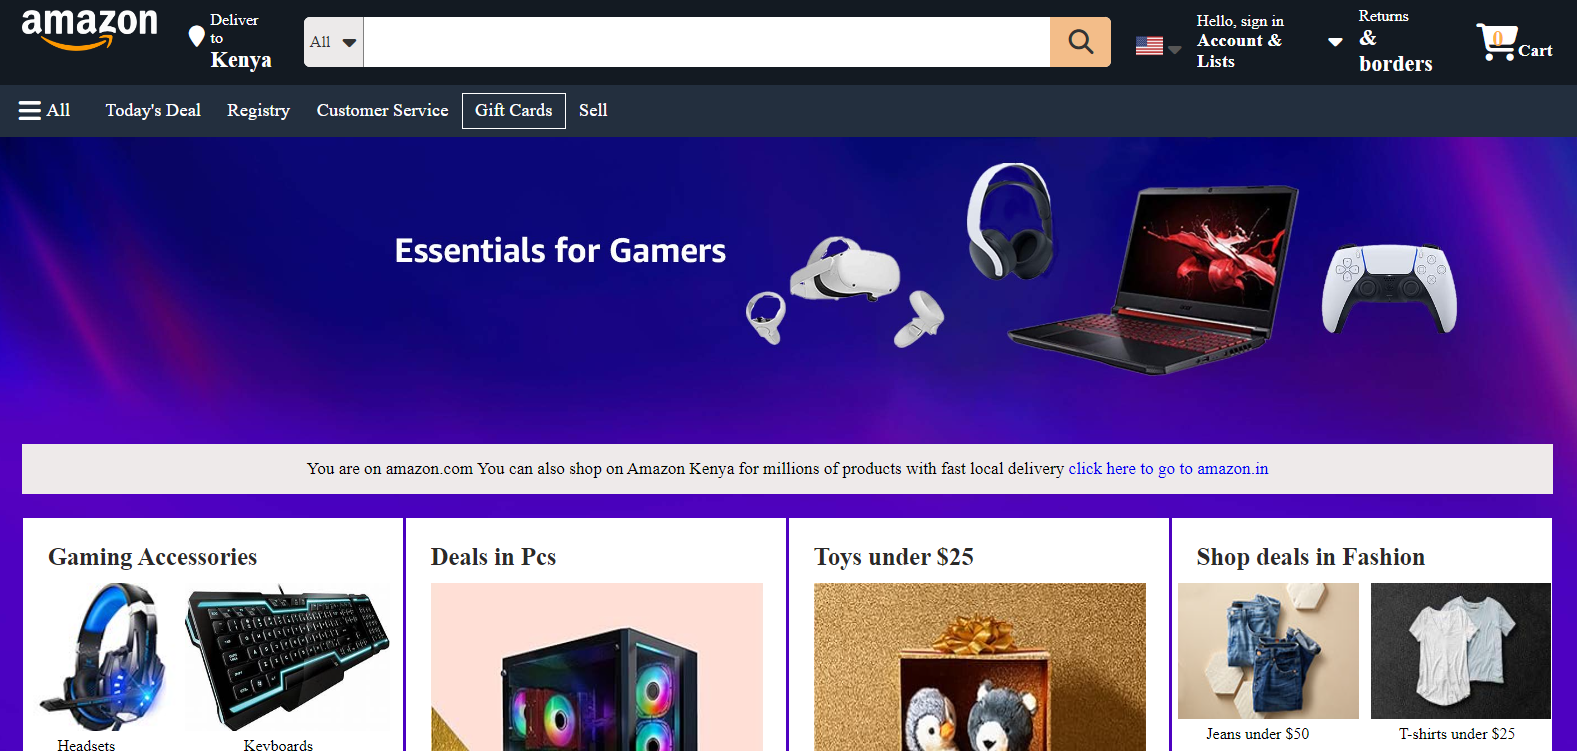 amazon
Deliver
to
Kenya
All
Hello, sign in
Account &
Lists
Returns
&
borders
0
Cart
All
Today's Deal
Registry
Customer Service
Gift Cards
Sell
Essentials for Gamers
You are on amazon.com You can also shop on Amazon Kenya for millions of products with fast local delivery click here to go to amazon.in
Gaming Accessories
Deals in Pcs
Toys under $25
Shop deals in Fashion
Headsets
Keyboards
Jeans under $50
T-shirts under $25